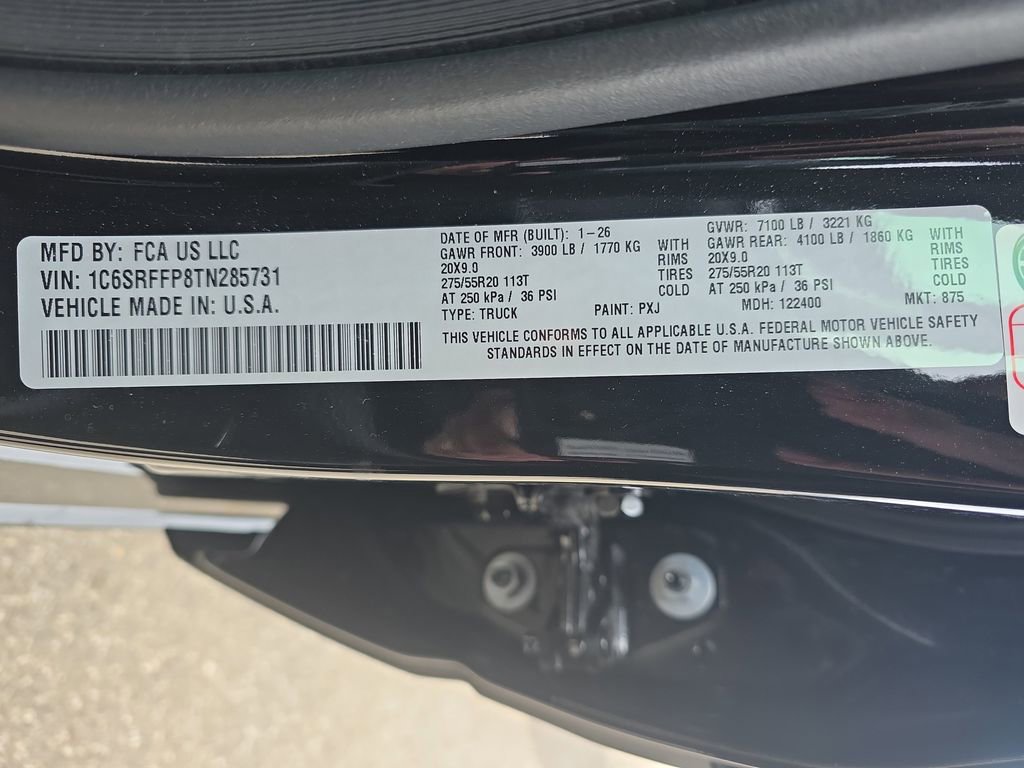 MFD BY: FCA US LLC
VIN: 1C6SRFFP8TN285731
VEHICLE MADE IN: U.S.A.
DATE OF MFR (BUILT): 1-26
GAWR FRONT: 3900 LB / 1770 KG WITH
20X9.0 RIMS
275/55R20 113T TIRES
AT 250 kPa / 36 PSI COLD
TYPE: TRUCK PAINT: PXJ
GVWR: 7100 LB / 3221 KG
GAWR REAR: 4100 LB / 1860 KG WITH
20X9.0 RIMS
275/55R20 113T TIRES
AT 250 kPa / 36 PSI COLD
MDH: 122400 MKT: 875
THIS VEHICLE CONFORMS TO ALL APPLICABLE U.S.A. FEDERAL MOTOR VEHICLE SAFETY
STANDARDS IN EFFECT ON THE DATE OF MANUFACTURE SHOWN ABOVE.